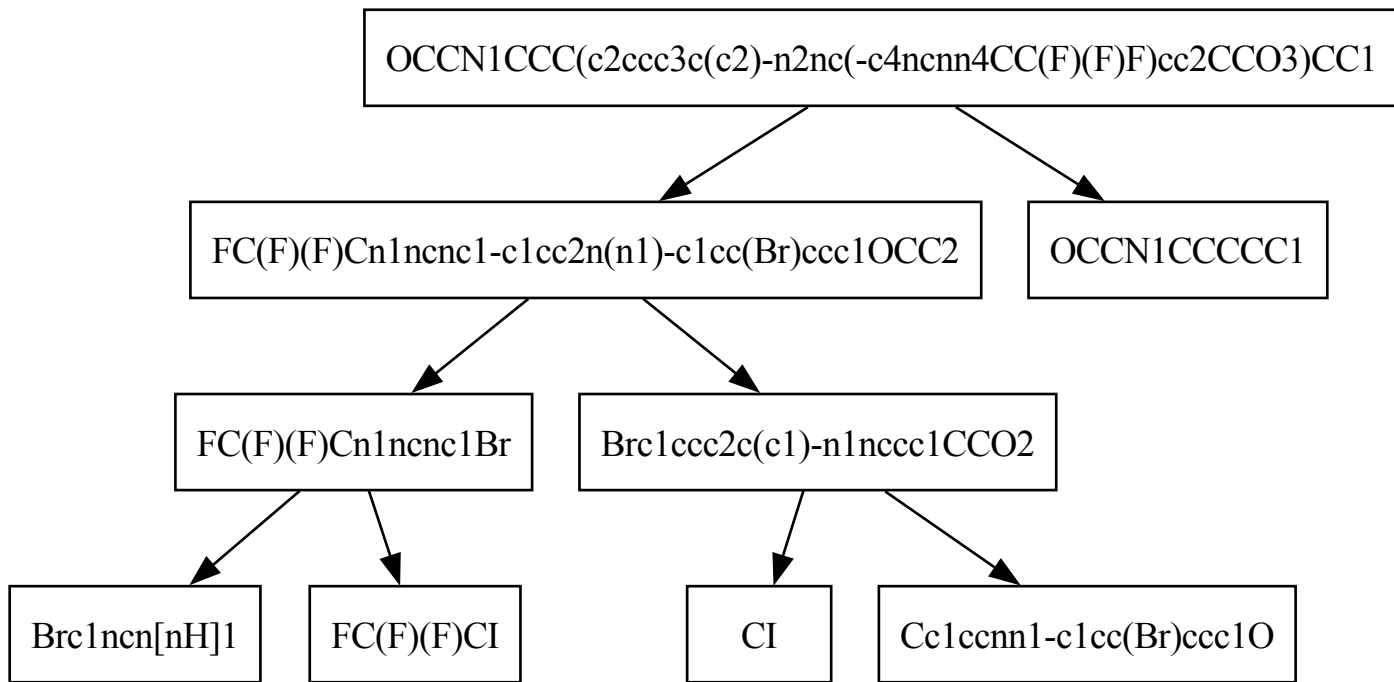 OCCN1CCC(c2ccc3c(c2)-n2nc(-c4ncnn4CC(F)(F)F)cc2CCO3)CC1
FC(F)(F)Cn1ncnc1-c1cc2n(n1)-c1cc(Br)ccc1OCC2
OCCN1CCCCC1
FC(F)(F)Cn1ncnc1Br
Brc1ccc2c(c1)-n1nccc1CCO2
Brc1ncn[nH]1
FC(F)(F)CI
CI
Cc1ccnn1-c1cc(Br)ccc1O